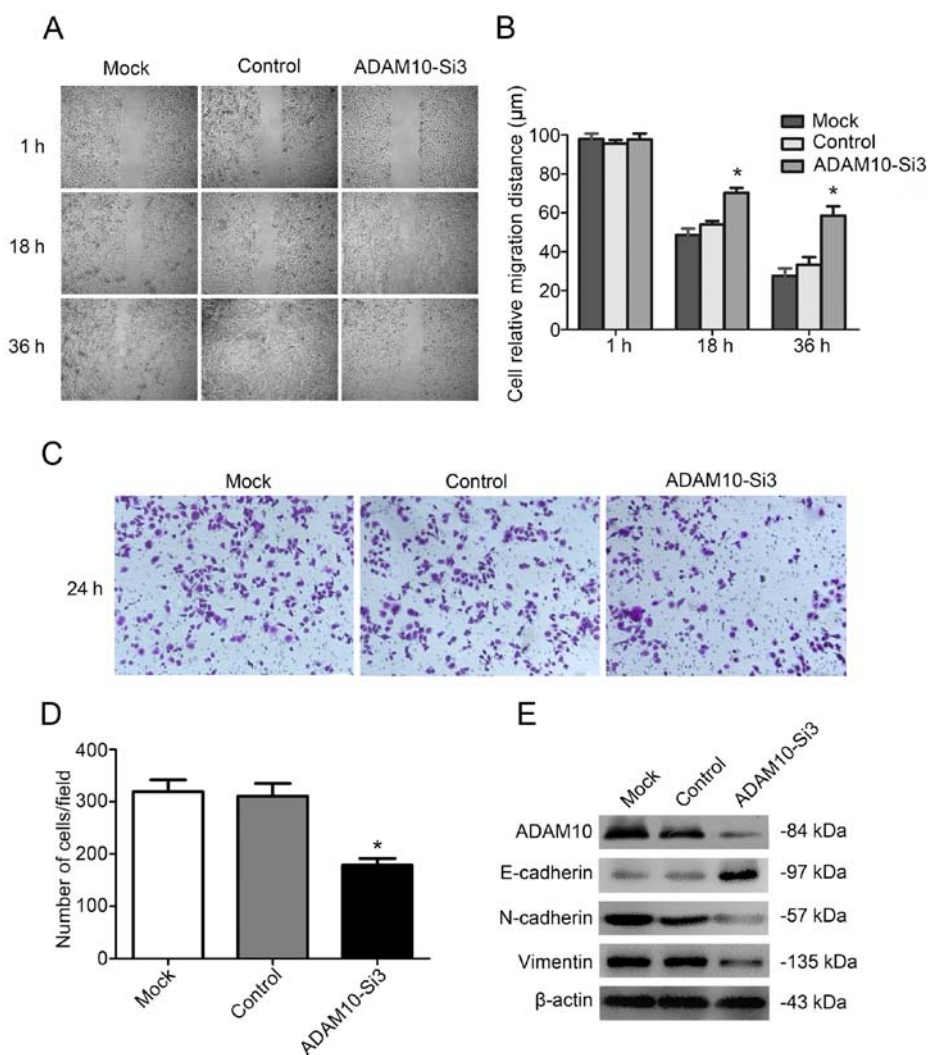 A
Mock Control ADAM10-Si3
1 h
18 h
36 h
B
Cell relative migration distance (µm)
100
80
60
40
20
0
Mock
Control
ADAM10-Si3
*
*
1 h 18 h 36 h
C
Mock Control ADAM10-Si3
24 h
D
Number of cells/field
400
300
200
100
0
*
Mock
Control
ADAM10-Si3
E
Mock
Control
ADAM10-Si3
ADAM10 -84 kDa
E-cadherin -97 kDa
N-cadherin -57 kDa
Vimentin -135 kDa
β-actin -43 kDa